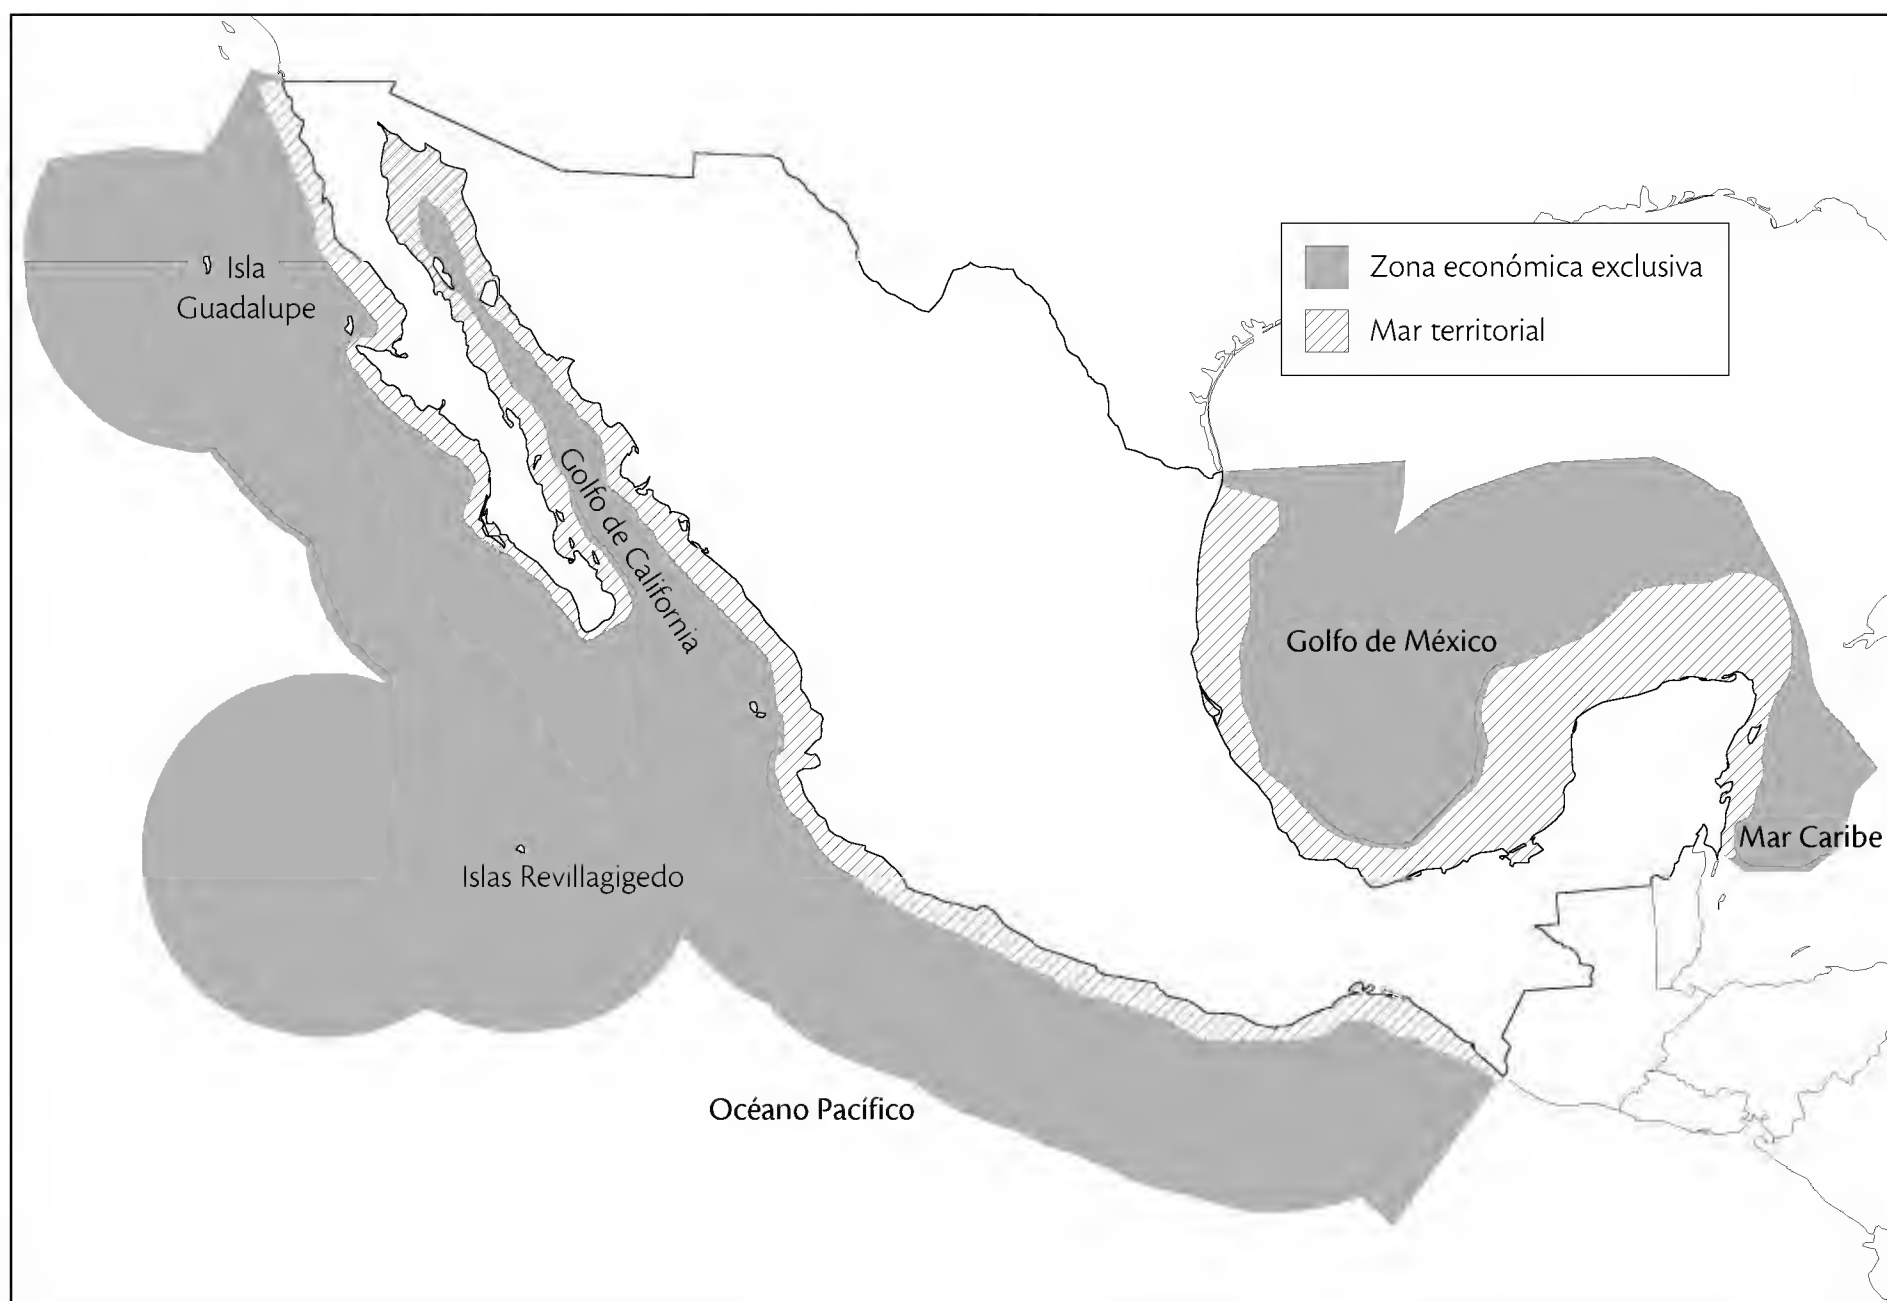 Isla
Guadalupe
Zona económica exclusiva
Mar territorial
Golfo de California
Golfo de México
Mar Caribe
Islas Revillagigedo
Océano Pacífico